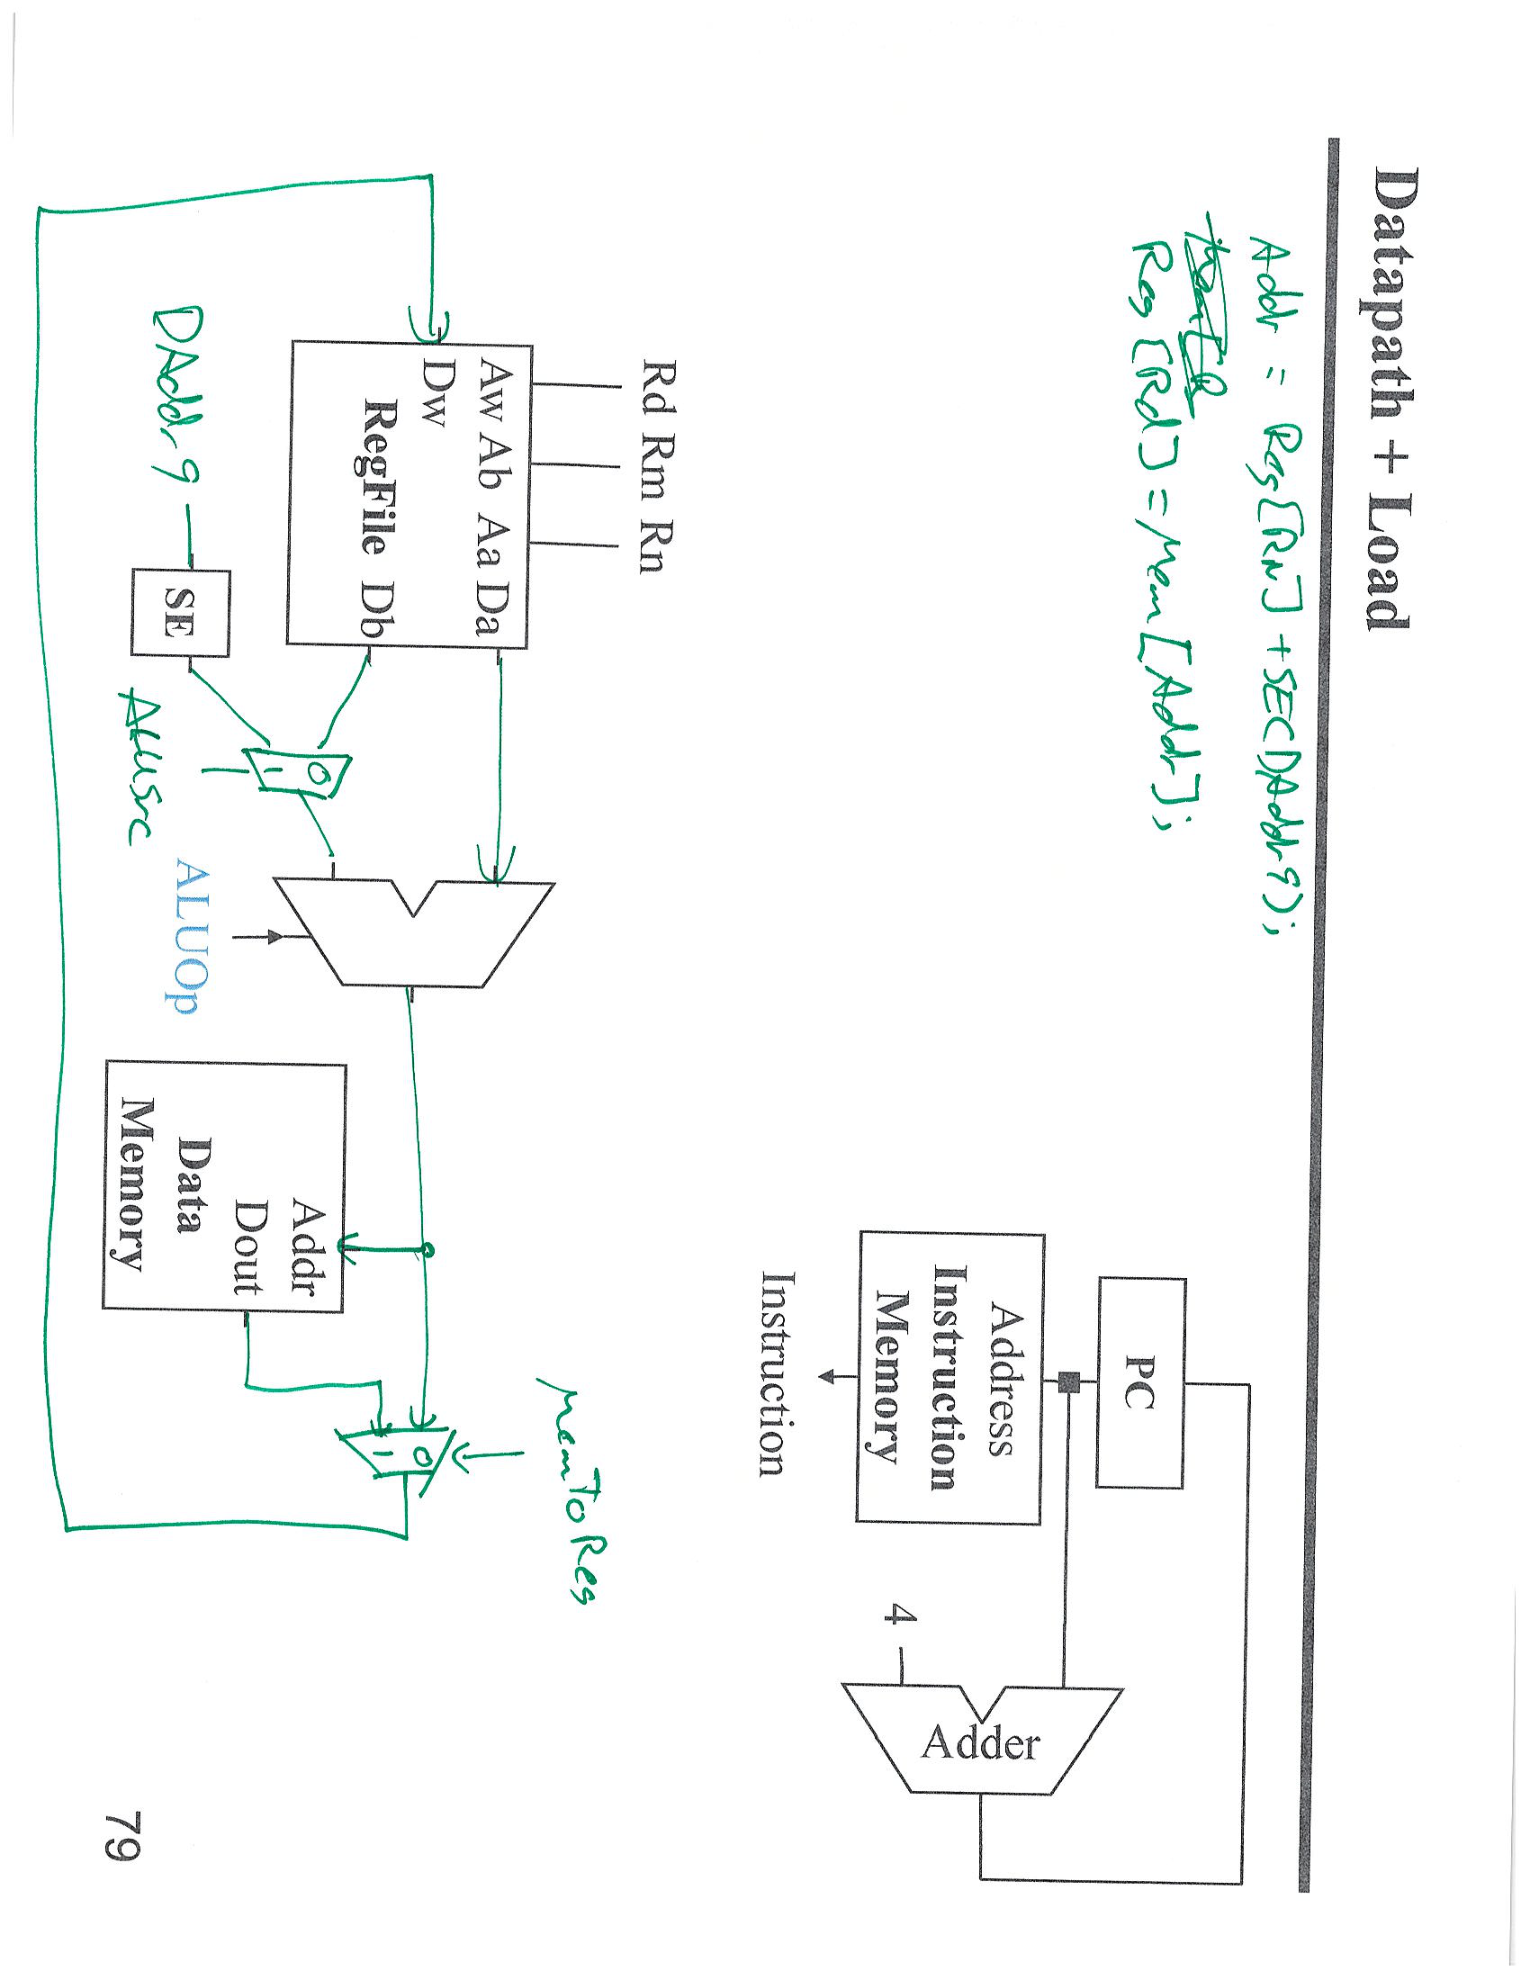 Datapath + Load
Addr = Reg[Rn] + SE(DAddr9);
Reg[Rd] = Mem[Addr];
PC
Address
Instruction
Memory
Instruction
4
Adder
Rd Rm Rn
Aw Ab Aa Da
Dw
RegFile Db
DAddr9
SE
0
1
ALUSrc
ALUOp
Addr
Dout
Data
Memory
MemToReg
0
1
79